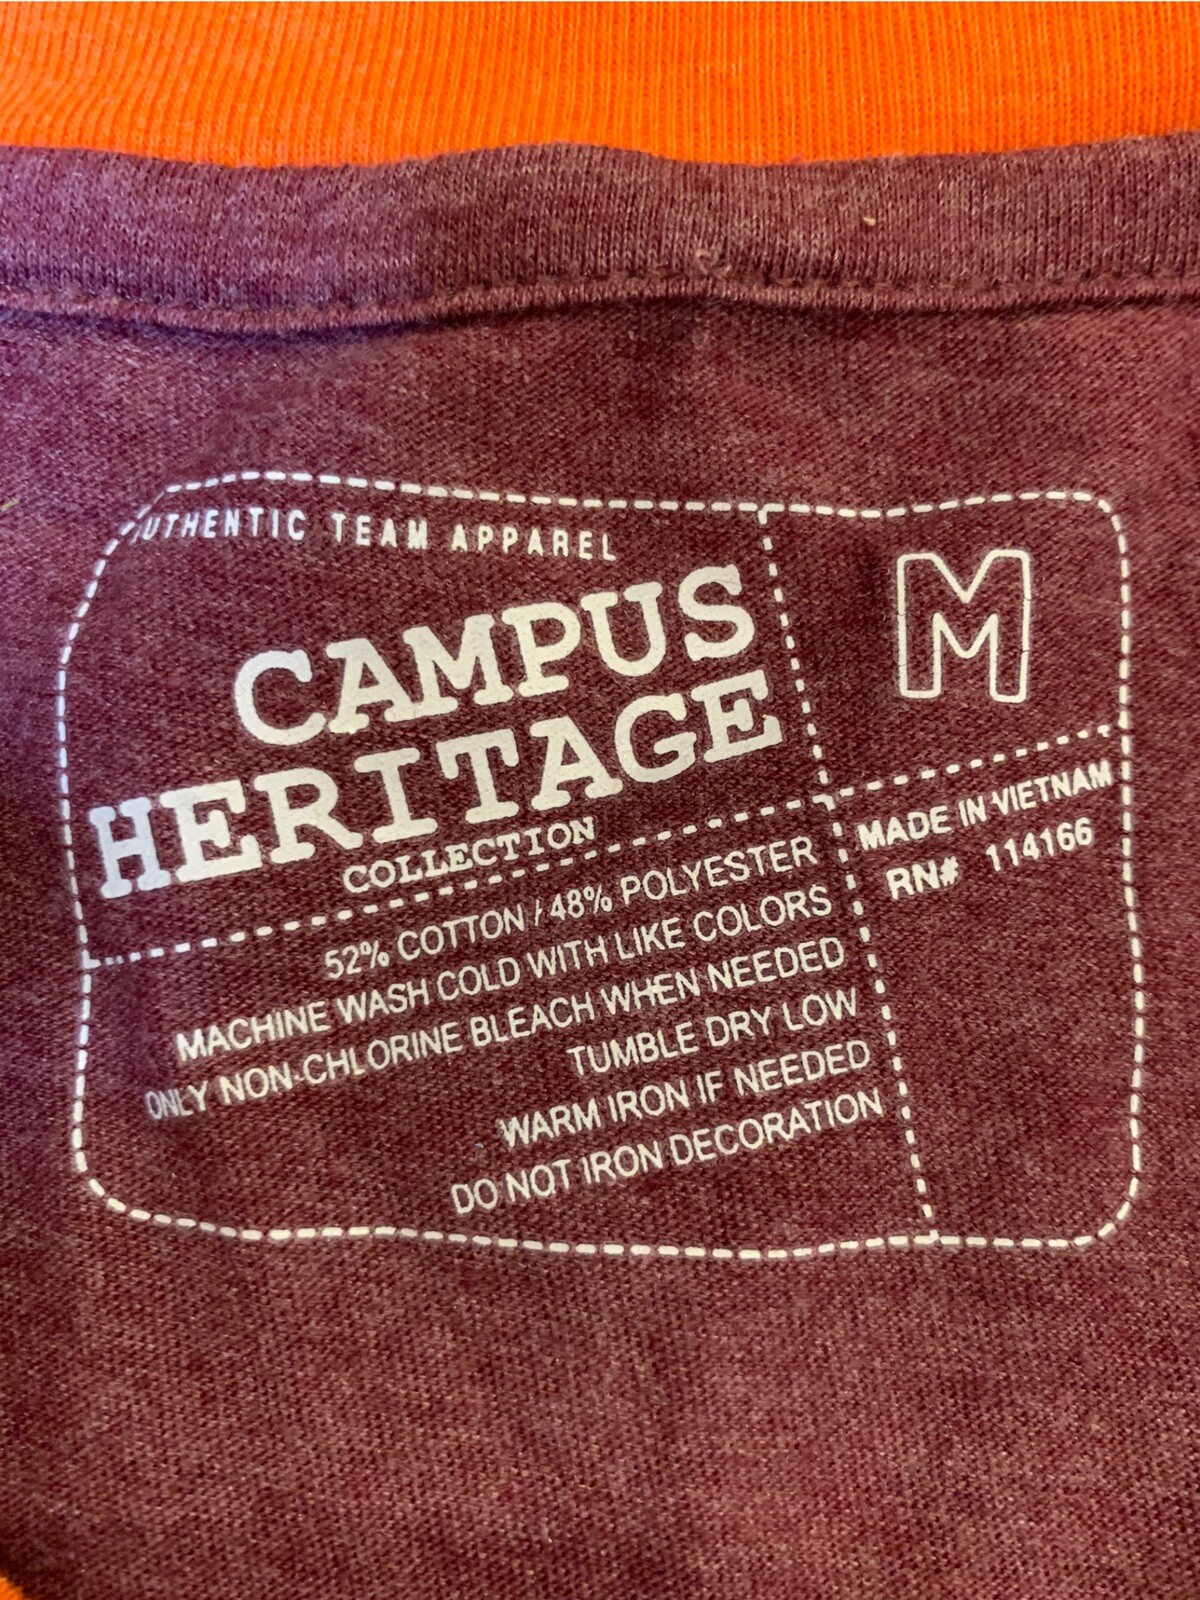 AUTHENTIC TEAM APPAREL
CAMPUS
HERITAGE
COLLECTION
M
52% COTTON / 48% POLYESTER
MACHINE WASH COLD WITH LIKE COLORS
ONLY NON-CHLORINE BLEACH WHEN NEEDED
TUMBLE DRY LOW
WARM IRON IF NEEDED
DO NOT IRON DECORATION
MADE IN VIETNAM
RN# 114166